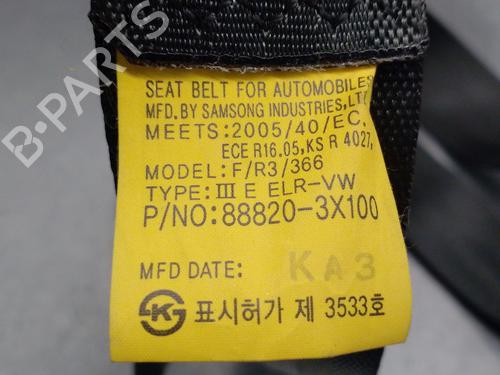 SEAT BELT FOR AUTOMOBILES
MFD.BY SAMSONG INDUSTRIES,LTD
MEETS:2005/40/EC,
ECE R16.05,KS R 4027,
MODEL:F/R3/366
TYPE:ⅢE ELR-VW
P/NO:88820-3X100
MFD DATE: KA3
표시허가 제 3533호
B-PARTS